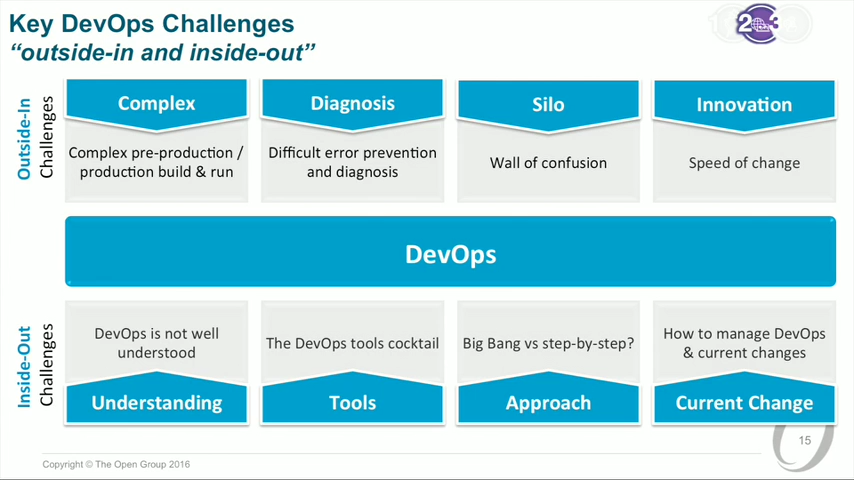 Key DevOps Challenges
“outside-in and inside-out”
2
Outside-In
Challenges
Complex
Diagnosis
Silo
Innovation
Complex pre-production /
production build & run
Difficult error prevention
and diagnosis
Wall of confusion
Speed of change
DevOps
Inside-Out
Challenges
DevOps is not well
understood
The DevOps tools cocktail
Big Bang vs step-by-step?
How to manage DevOps
& current changes
Understanding
Tools
Approach
Current Change
15
Copyright © The Open Group 2016